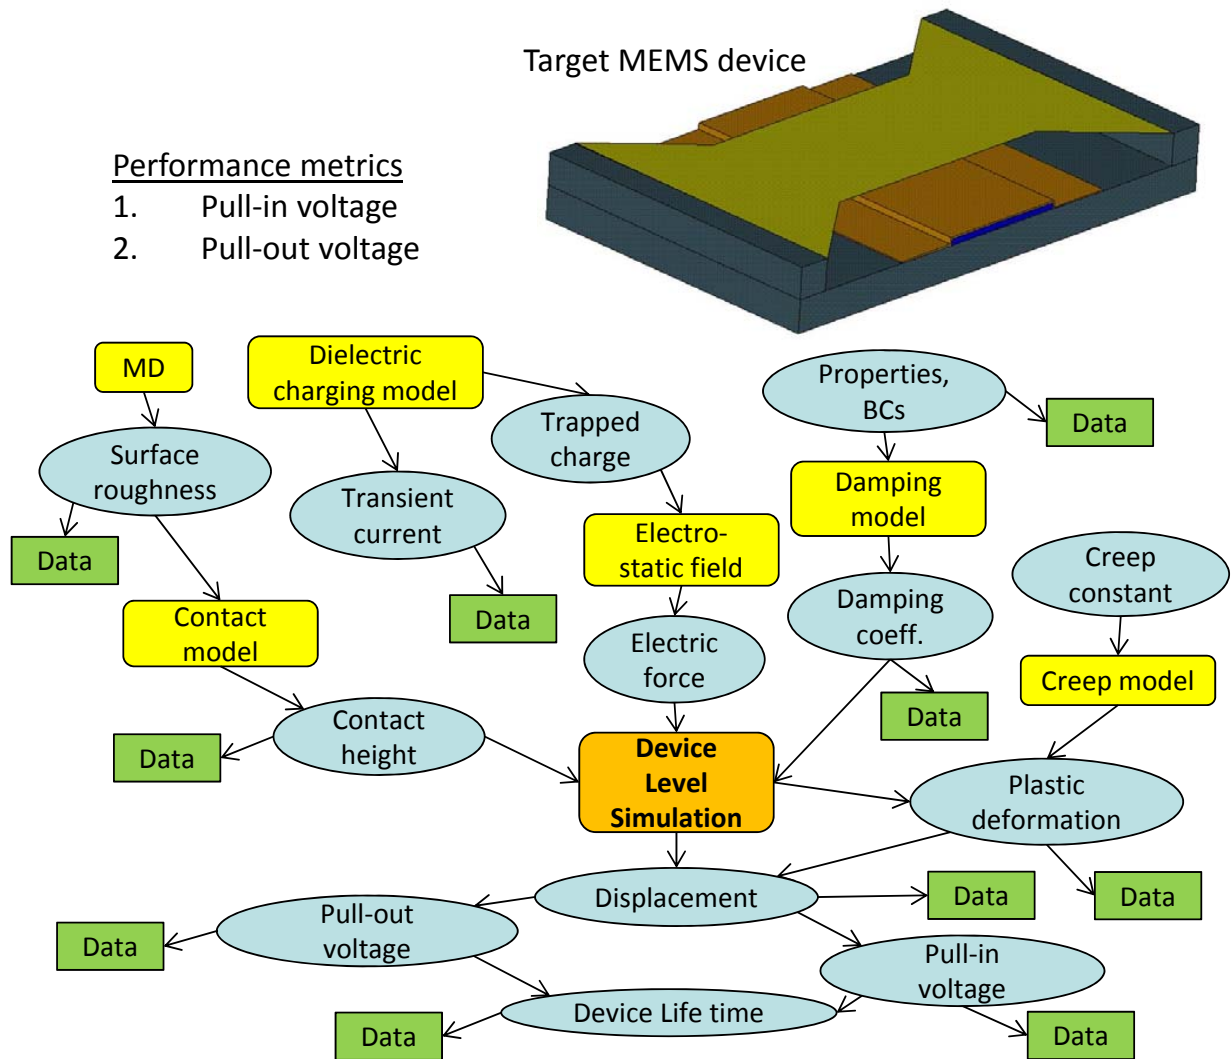 Target MEMS device
Performance metrics
1. Pull-in voltage
2. Pull-out voltage
MD
Dielectric
charging model
Properties,
BCs
Trapped
charge
Data
Surface
roughness
Transient
current
Damping
model
Electro-
static field
Data
Creep
constant
Contact
model
Data
Electric
force
Damping
coeff.
Creep model
Data
Contact
height
Data
Device
Level
Simulation
Plastic
deformation
Displacement
Data
Data
Pull-out
voltage
Data
Pull-in
voltage
Device Life time
Data
Data